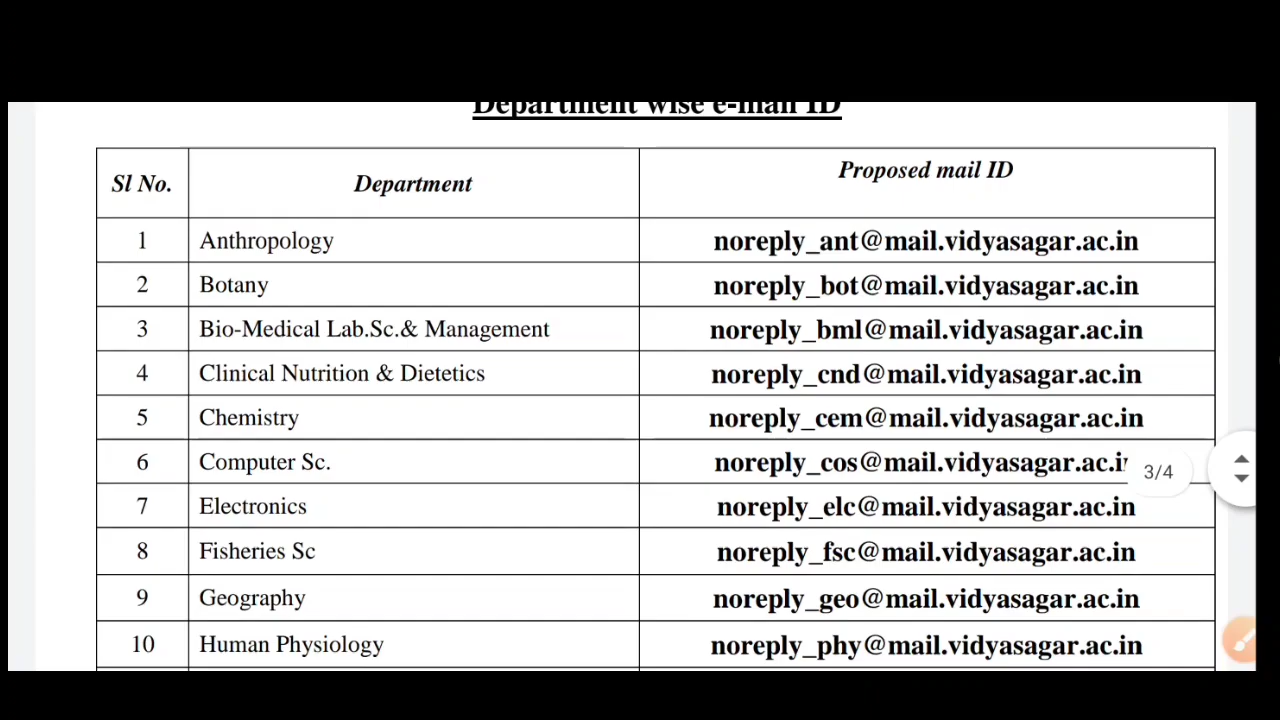 Department wise e-mail ID
Sl No. Department Proposed mail ID
1 Anthropology noreply_ant@mail.vidyasagar.ac.in
2 Botany noreply_bot@mail.vidyasagar.ac.in
3 Bio-Medical Lab.Sc.& Management noreply_bml@mail.vidyasagar.ac.in
4 Clinical Nutrition & Dietetics noreply_cnd@mail.vidyasagar.ac.in
5 Chemistry noreply_cem@mail.vidyasagar.ac.in
6 Computer Sc. noreply_cos@mail.vidyasagar.ac.in
3/4
7 Electronics noreply_elc@mail.vidyasagar.ac.in
8 Fisheries Sc noreply_fsc@mail.vidyasagar.ac.in
9 Geography noreply_geo@mail.vidyasagar.ac.in
10 Human Physiology noreply_phy@mail.vidyasagar.ac.in